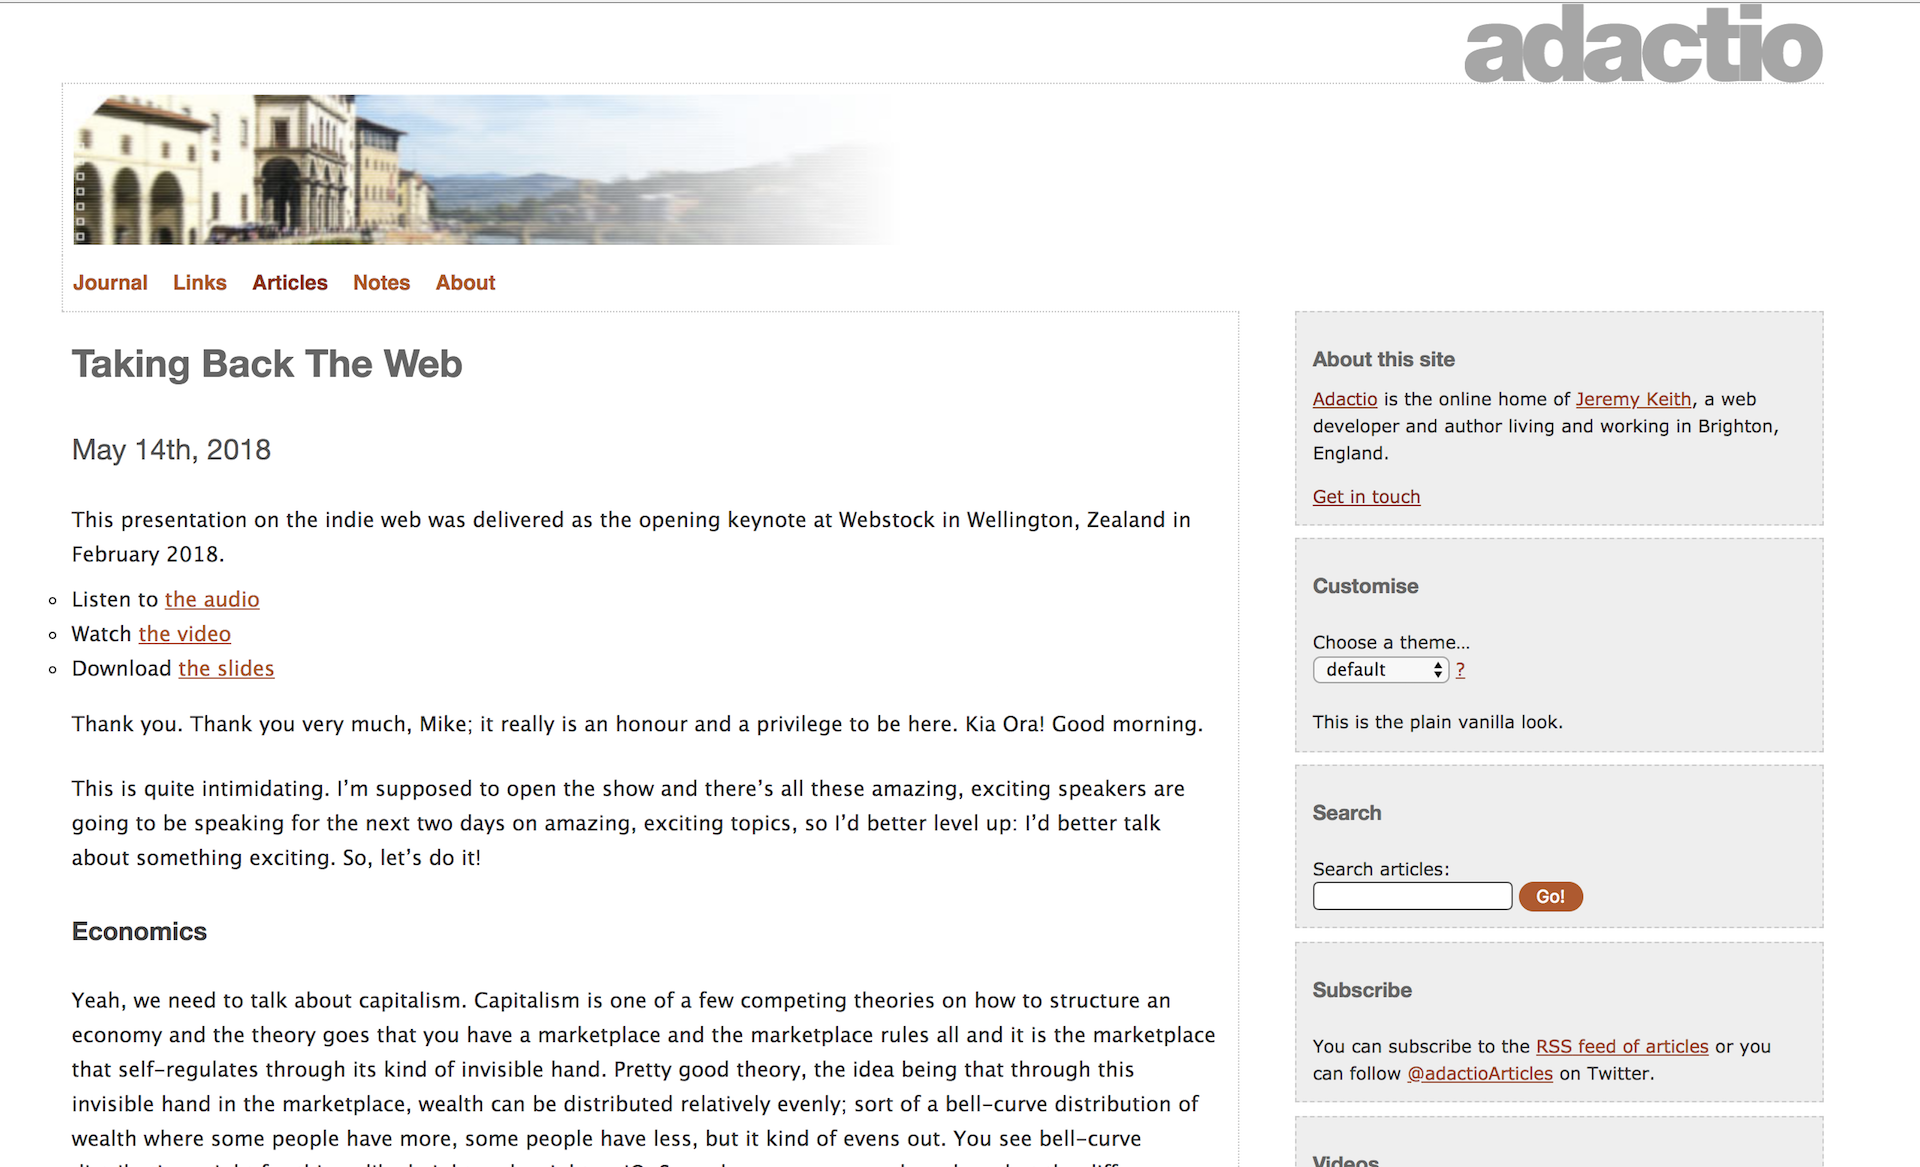 adactio
Journal Links Articles Notes About
Taking Back The Web
May 14th, 2018
This presentation on the indie web was delivered as the opening keynote at Webstock in Wellington, Zealand in
February 2018.
Listen to the audio
Watch the video
Download the slides
Thank you. Thank you very much, Mike; it really is an honour and a privilege to be here. Kia Ora! Good morning.
This is quite intimidating. I’m supposed to open the show and there’s all these amazing, exciting speakers are
going to be speaking for the next two days on amazing, exciting topics, so I’d better level up: I’d better talk
about something exciting. So, let’s do it!
Economics
Yeah, we need to talk about capitalism. Capitalism is one of a few competing theories on how to structure an
economy and the theory goes that you have a marketplace and the marketplace rules all and it is the marketplace
that self-regulates through its kind of invisible hand. Pretty good theory, the idea being that through this
invisible hand in the marketplace, wealth can be distributed relatively evenly; sort of a bell-curve distribution of
wealth where some people have more, some people have less, but it kind of evens out. You see bell-curve
About this site
Adactio is the online home of Jeremy Keith, a web
developer and author living and working in Brighton,
England.
Get in touch
Customise
Choose a theme...
default ?
This is the plain vanilla look.
Search
Search articles:
Go!
Subscribe
You can subscribe to the RSS feed of articles or you
can follow @adactioArticles on Twitter.
Videos